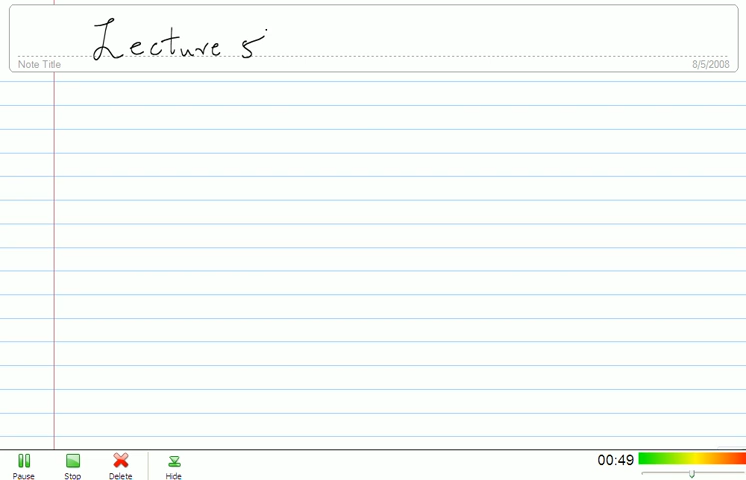 Lecture 5
Note Title
8/5/2008
00:49
Pause
Stop
Delete
Hide